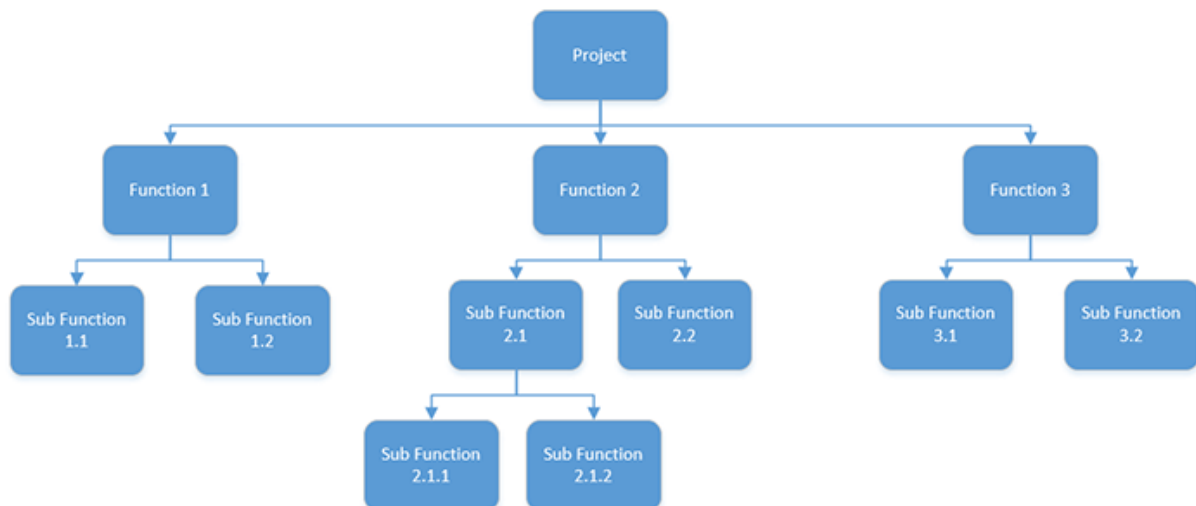 Project
Function 1
Function 2
Function 3
Sub Function
1.1
Sub Function
1.2
Sub Function
2.1
Sub Function
2.2
Sub Function
3.1
Sub Function
3.2
Sub Function
2.1.1
Sub Function
2.1.2